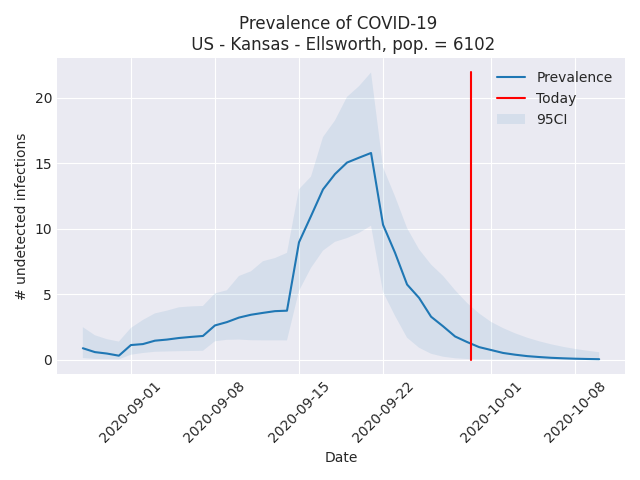 Prevalence of COVID-19
US - Kansas - Ellsworth, pop. = 6102
Prevalence
Today
95CI
20
15
10
5
0
# undetected infections
2020-09-01
2020-09-08
2020-09-15
2020-09-22
2020-10-01
2020-10-08
Date